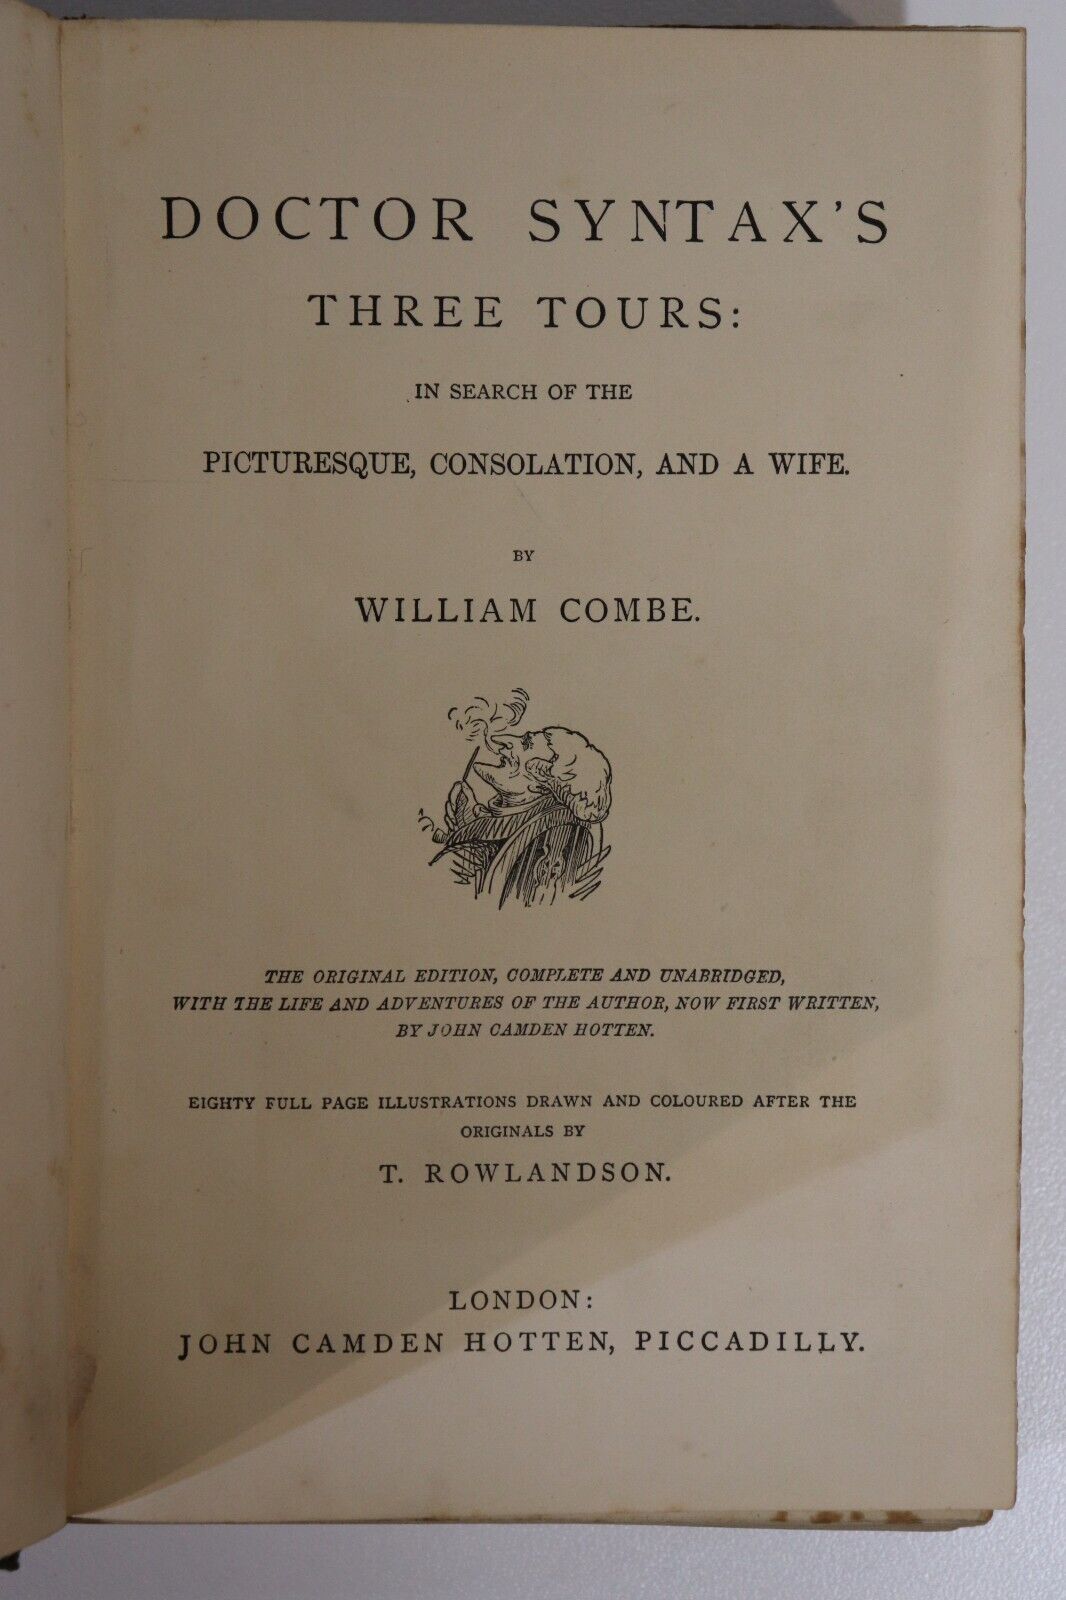 DOCTOR SYNTAX'S
THREE TOURS:
IN SEARCH OF THE
PICTURESQUE, CONSOLATION, AND A WIFE.
BY
WILLIAM COMBE.
THE ORIGINAL EDITION, COMPLETE AND UNABRIDGED,
WITH THE LIFE AND ADVENTURES OF THE AUTHOR, NOW FIRST WRITTEN,
BY JOHN CAMDEN HOTTEN.
EIGHTY FULL PAGE ILLUSTRATIONS DRAWN AND COLOURED AFTER THE
ORIGINALS BY
T. ROWLANDSON.
LONDON:
JOHN CAMDEN HOTTEN, PICCADILLY.